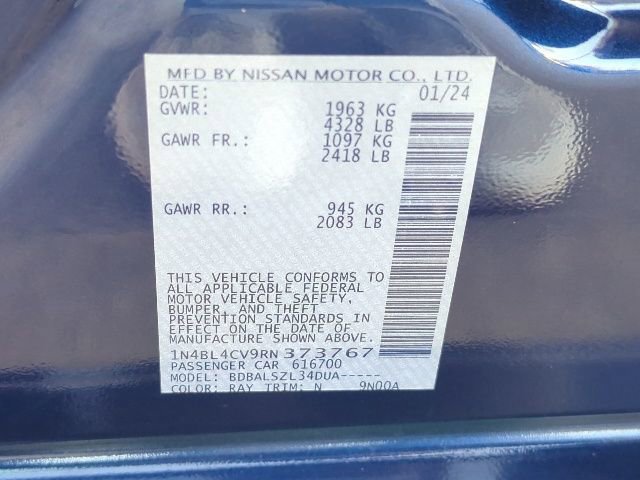 MFD BY NISSAN MOTOR CO., LTD.
DATE: 01/24
GVWR: 1963 KG
4328 LB
GAWR FR.: 1097 KG
2418 LB
GAWR RR.: 945 KG
2083 LB
THIS VEHICLE CONFORMS TO
ALL APPLICABLE FEDERAL
MOTOR VEHICLE SAFETY,
BUMPER, AND THEFT
PREVENTION STANDARDS IN
EFFECT ON THE DATE OF
MANUFACTURE SHOWN ABOVE.
1N4BL4CV9RN373767
PASSENGER CAR 616700
MODEL: BDBALSZL34DUA-----
COLOR: RAY TRIM: N 9N00A